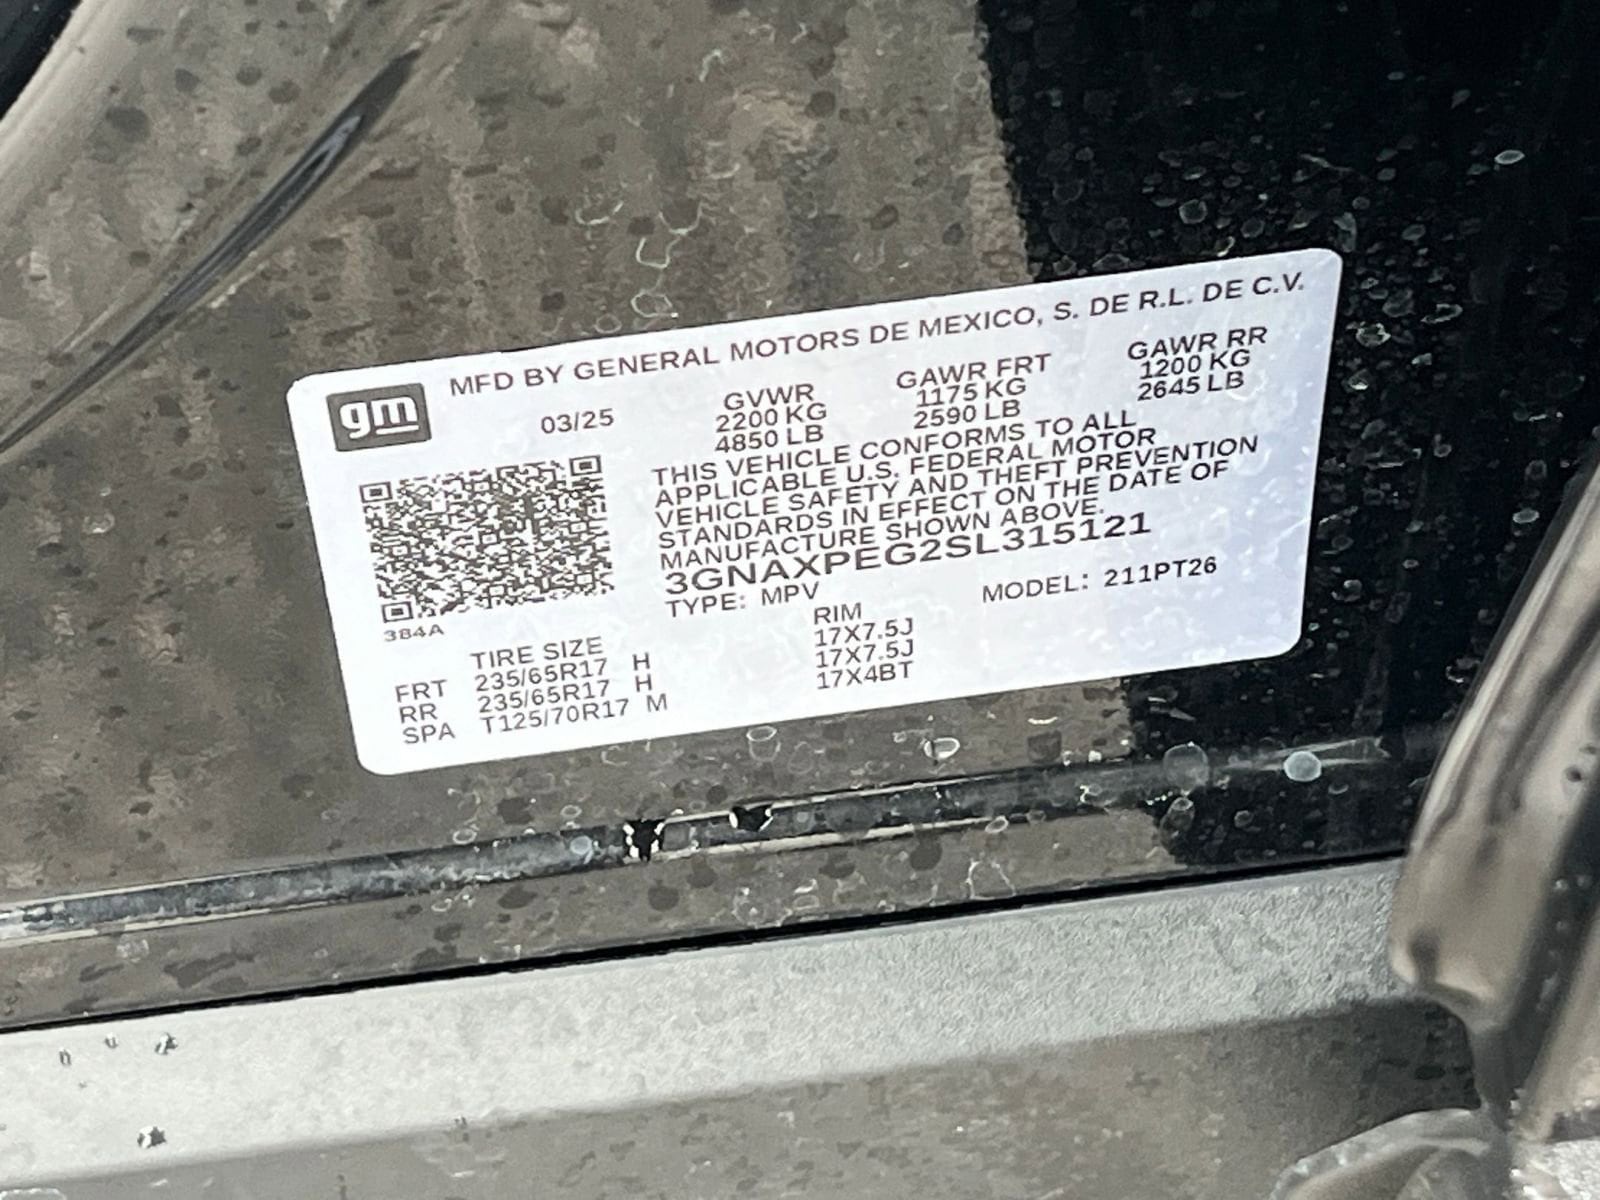 MFD BY GENERAL MOTORS DE MEXICO, S. DE R.L. DE C.V.
gm
03/25
GVWR GAWR FRT GAWR RR
2200 KG 1175 KG 1200 KG
4850 LB 2590 LB 2645 LB
THIS VEHICLE CONFORMS TO ALL
APPLICABLE U.S. FEDERAL MOTOR
VEHICLE SAFETY AND THEFT PREVENTION
STANDARDS IN EFFECT ON THE DATE OF
MANUFACTURE SHOWN ABOVE.
3GNAXPEG2SL315121
TYPE: MPV MODEL: 211PT26
384A
TIRE SIZE RIM
FRT 235/65R17 H 17X7.5J
RR 235/65R17 H 17X7.5J
SPA T125/70R17 M 17X4BT